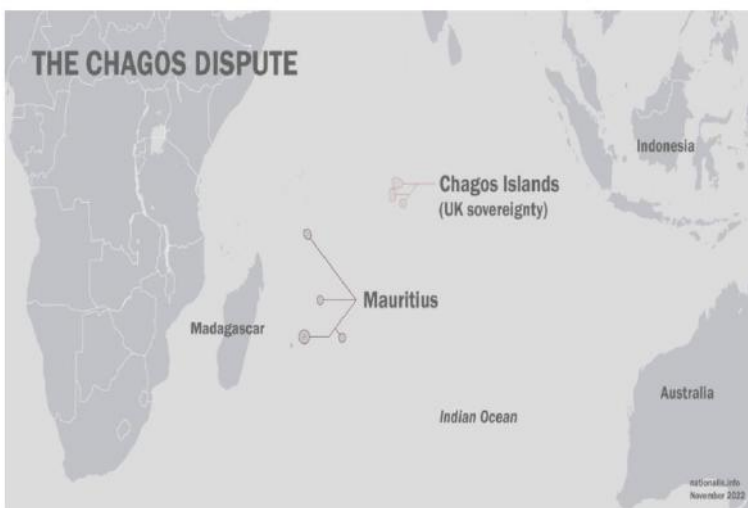 THE CHAGOS DISPUTE
Indonesia
Chagos Islands
(UK sovereignty)
Mauritius
Madagascar
Australia
Indian Ocean
nationalia.info
November 2022